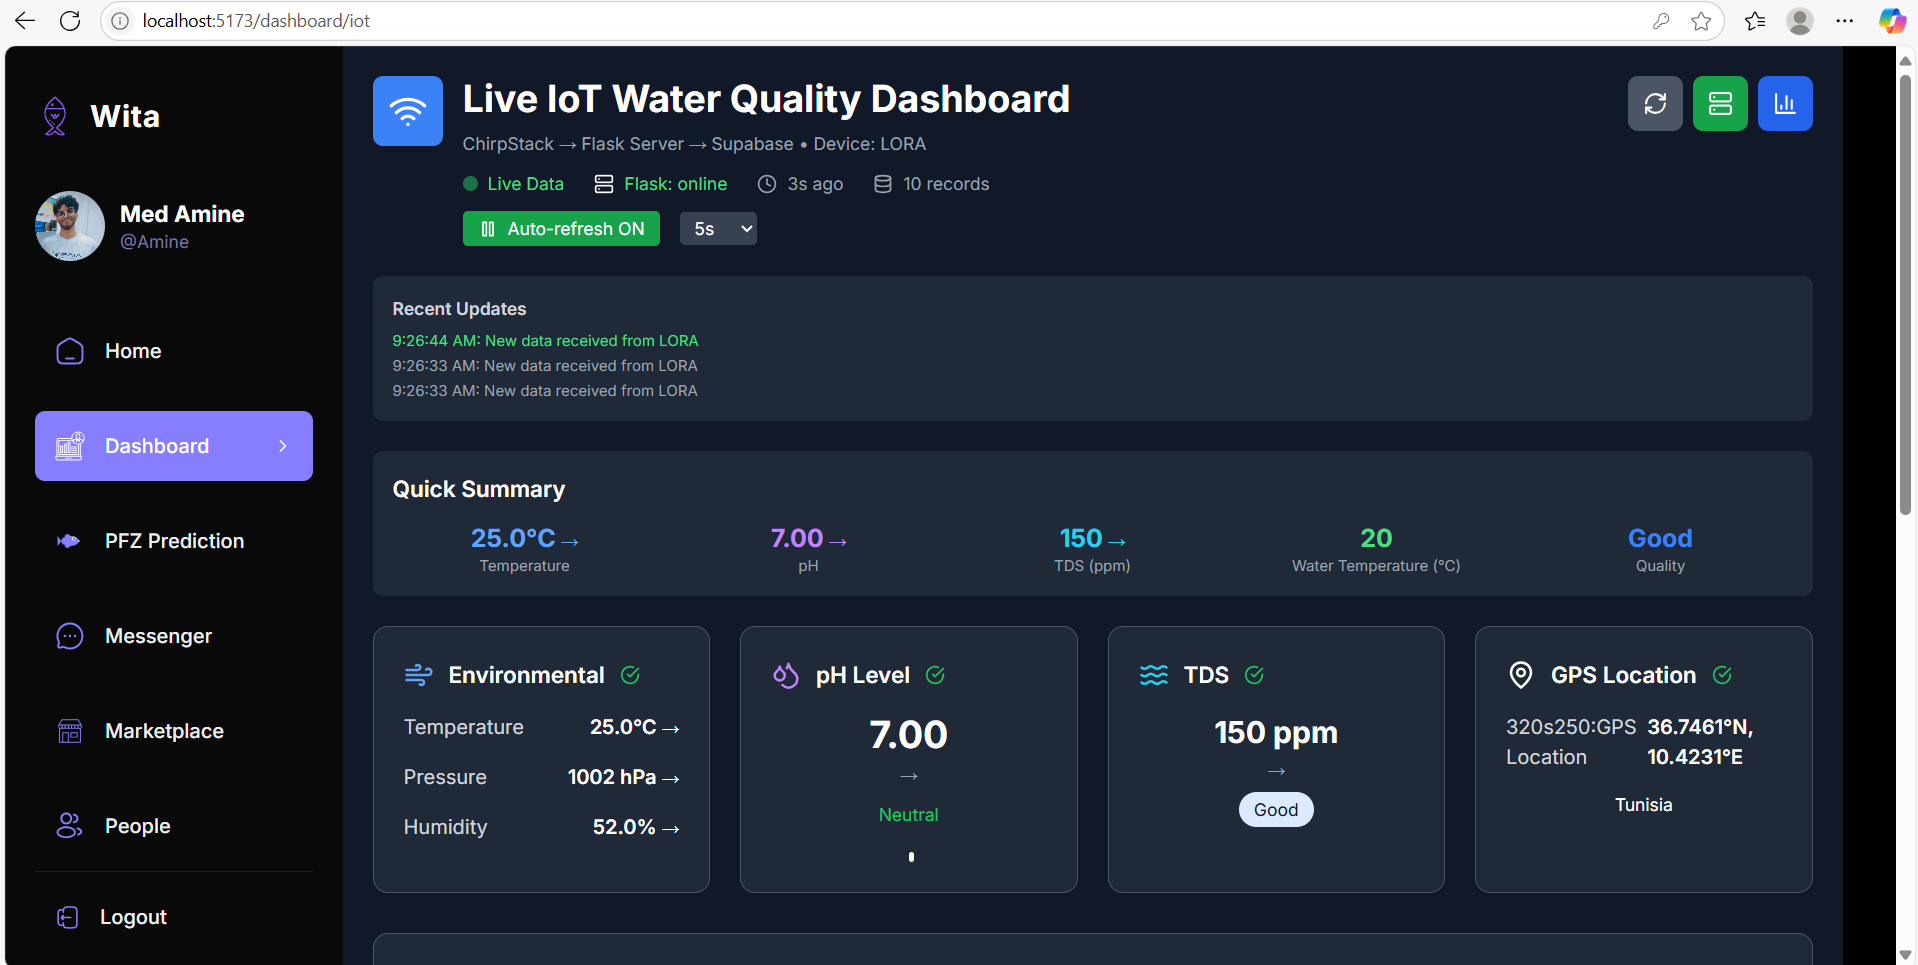 localhost:5173/dashboard/iot
Wita
Med Amine
@Amine
Home
Dashboard
PFZ Prediction
Messenger
Marketplace
People
Logout
Live IoT Water Quality Dashboard
ChirpStack → Flask Server → Supabase • Device: LORA
Live Data Flask: online 3s ago 10 records
Auto-refresh ON 5s
Recent Updates
9:26:44 AM: New data received from LORA
9:26:33 AM: New data received from LORA
9:26:33 AM: New data received from LORA
Quick Summary
25.0°C → 7.00 → 150 → 20 Good
Temperature pH TDS (ppm) Water Temperature (°C) Quality
Environmental
Temperature 25.0°C →
Pressure 1002 hPa →
Humidity 52.0% →
pH Level
7.00
→
Neutral
TDS
150 ppm
→
Good
GPS Location
320s250:GPS 36.7461°N,
Location 10.4231°E
Tunisia